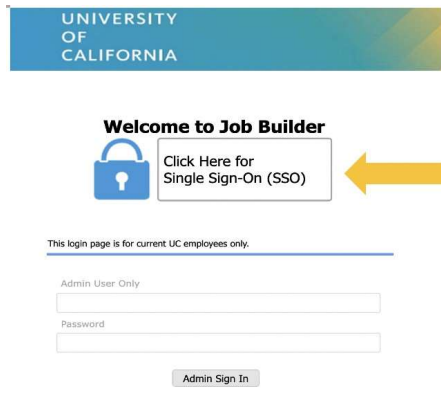 UNIVERSITY
OF
CALIFORNIA
Welcome to Job Builder
Click Here for
Single Sign-On (SSO)
This login page is for current UC employees only.
Admin User Only
Password
Admin Sign In